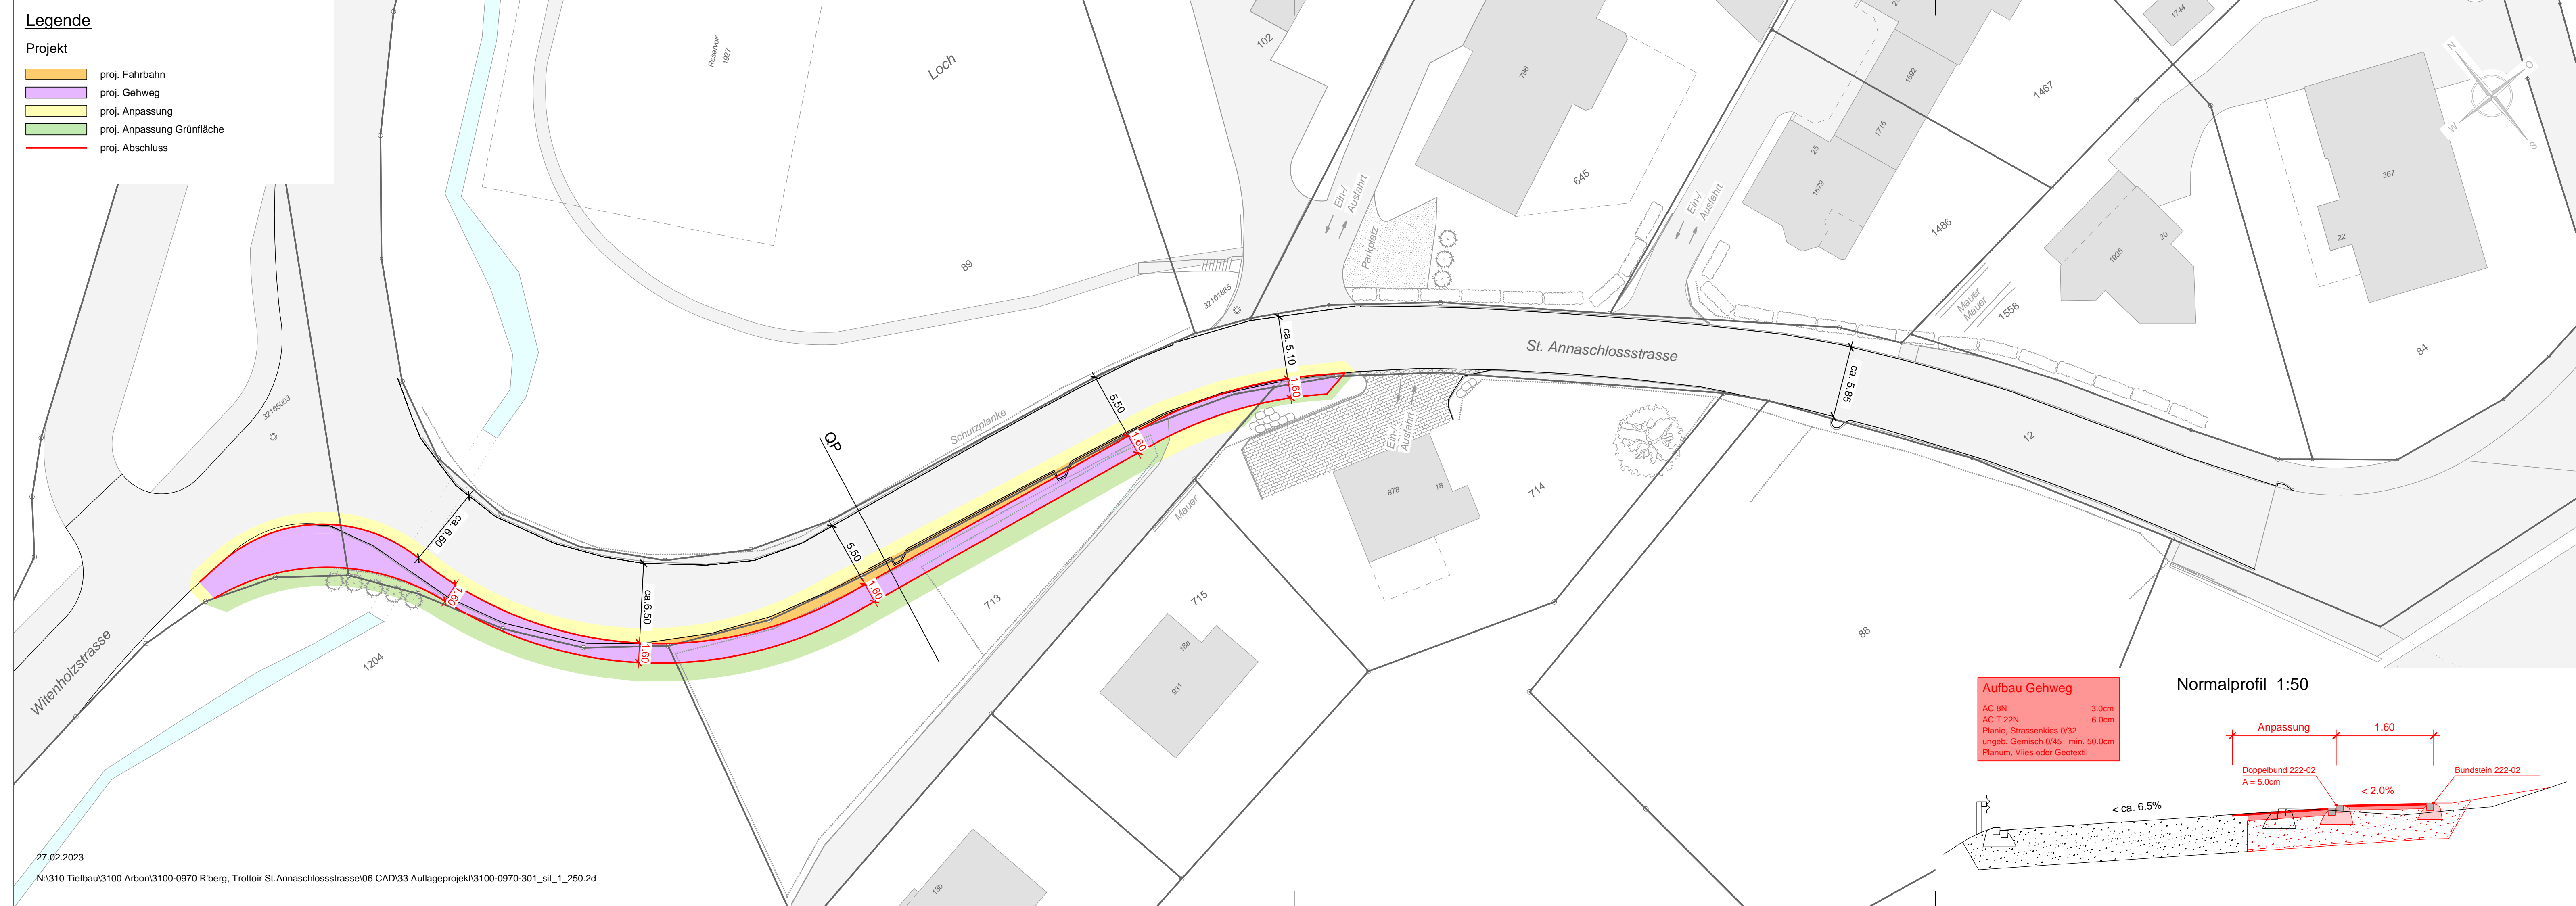 Legende
Projekt
proj. Fahrbahn
proj. Gehweg
proj. Anpassung
proj. Anpassung Grünfläche
proj. Abschluss
Reservoir
1927
Loch
102
796
1692
1716
25
1679
1467
1744
N
O
W
S
367
22
645
Ein-/
Ausfahrt
Parkplatz
Ein-/
Ausfahrt
1486
20
1995
Mauer
Mauer
1558
84
89
32161885
32165003
ca. 5.10
1.60
St. Annaschlossstrasse
ca. 5.85
12
Schutzplanke
5.50
1.60
QP
5.50
1.60
ca. 6.50
1.60
ca.6.50
1.60
Ein-/
Ausfahrt
878
18
714
Mauer
713
715
88
1204
Witenholzstrasse
18a
931
18b
Aufbau Gehweg
AC 8N 3.0cm
AC T 22N 6.0cm
Planie, Strassenkies 0/32
ungeb. Gemisch 0/45 min. 50.0cm
Planum, Vlies oder Geotextil
Normalprofil 1:50
Anpassung 1.60
Doppelbund 222-02
A = 5.0cm
Bundstein 222-02
< 2.0%
< ca. 6.5%
27.02.2023
N:\310 Tiefbau\3100 Arbon\3100-0970 R'berg, Trottoir St.Annaschlossstrasse\06 CAD\33 Auflageprojekt\3100-0970-301_sit_1_250.2d